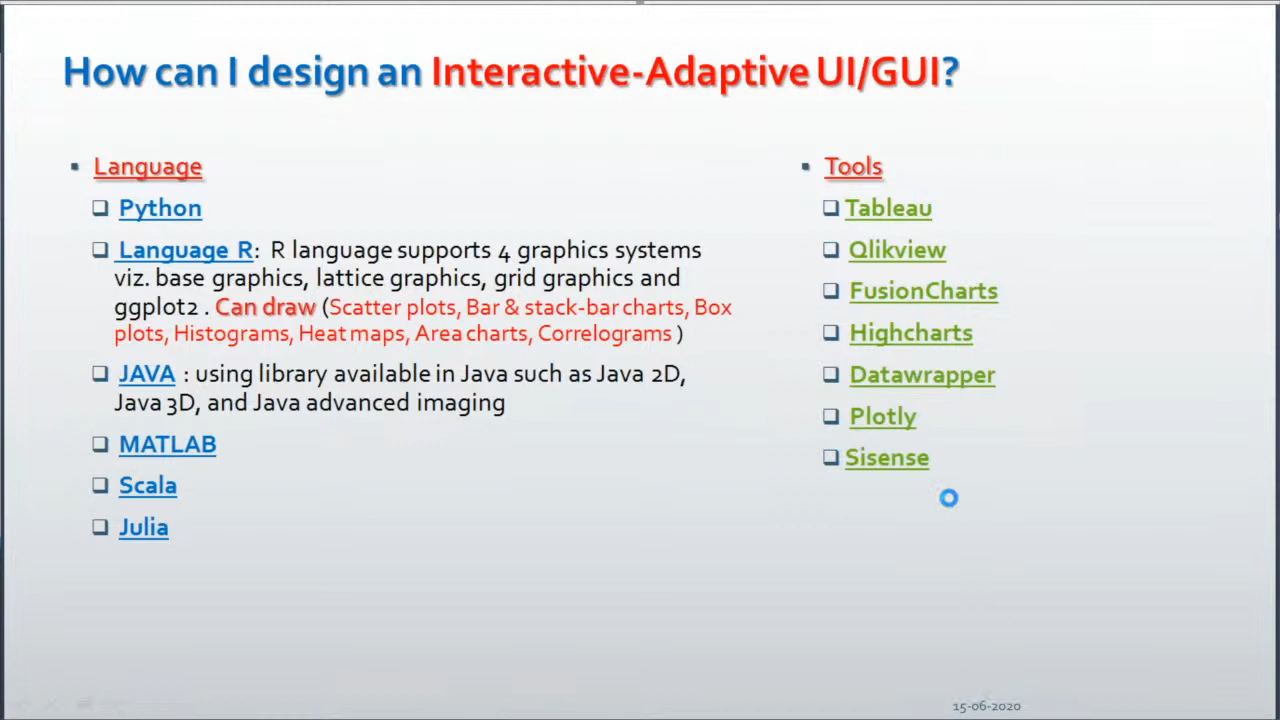 How can I design an Interactive-Adaptive UI/GUI?
Language
Python
Language R: R language supports 4 graphics systems
viz. base graphics, lattice graphics, grid graphics and
ggplot2 . Can draw (Scatter plots, Bar & stack-bar charts, Box
plots, Histograms, Heat maps, Area charts, Correlograms )
JAVA : using library available in Java such as Java 2D,
Java 3D, and Java advanced imaging
MATLAB
Scala
Julia
Tools
Tableau
Qlikview
FusionCharts
Highcharts
Datawrapper
Plotly
Sisense
15-06-2020